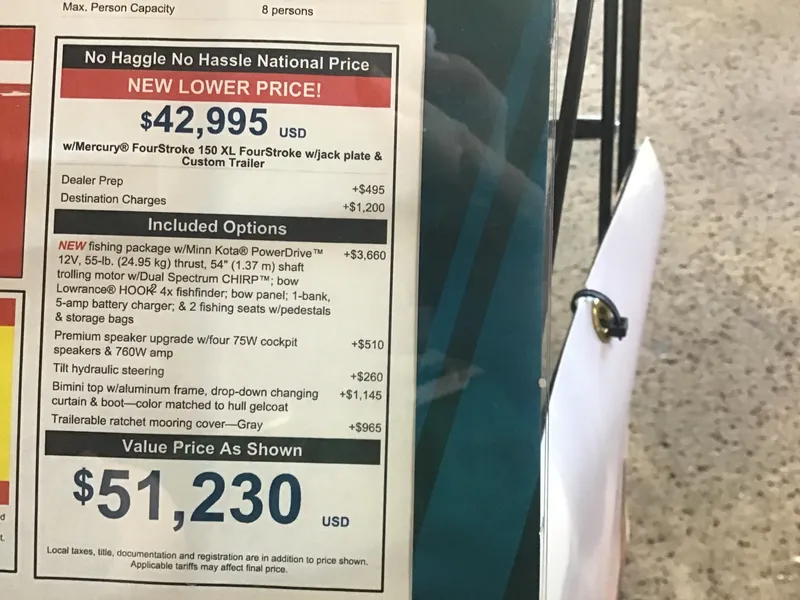 Max. Person Capacity 8 persons
No Haggle No Hassle National Price
NEW LOWER PRICE!
$42,995 USD
w/Mercury® FourStroke 150 XL FourStroke w/jack plate &
Custom Trailer
Dealer Prep +$495
Destination Charges +$1,200
Included Options
NEW fishing package w/Minn Kota® PowerDrive™ +$3,660
12V, 55-lb. (24.95 kg) thrust, 54" (1.37 m) shaft
trolling motor w/Dual Spectrum CHIRP™; bow
Lowrance® HOOK² 4x fishfinder; bow panel; 1-bank,
5-amp battery charger; & 2 fishing seats w/pedestals
& storage bags
Premium speaker upgrade w/four 75W cockpit +$510
speakers & 760W amp
Tilt hydraulic steering +$260
Bimini top w/aluminum frame, drop-down changing +$1,145
curtain & boot—color matched to hull gelcoat
Trailerable ratchet mooring cover—Gray +$965
Value Price As Shown
$51,230 USD
Local taxes, title, documentation and registration are in addition to price shown.
Applicable tariffs may affect final price.